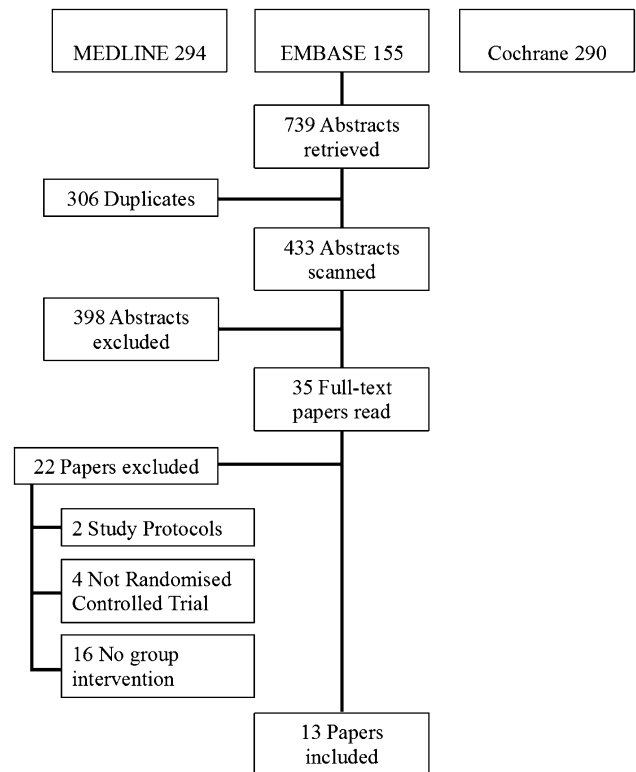 MEDLINE 294
EMBASE 155
Cochrane 290
739 Abstracts
retrieved
306 Duplicates
433 Abstracts
scanned
398 Abstracts
excluded
35 Full-text
papers read
22 Papers excluded
2 Study Protocols
4 Not Randomised
Controlled Trial
16 No group
intervention
13 Papers
included